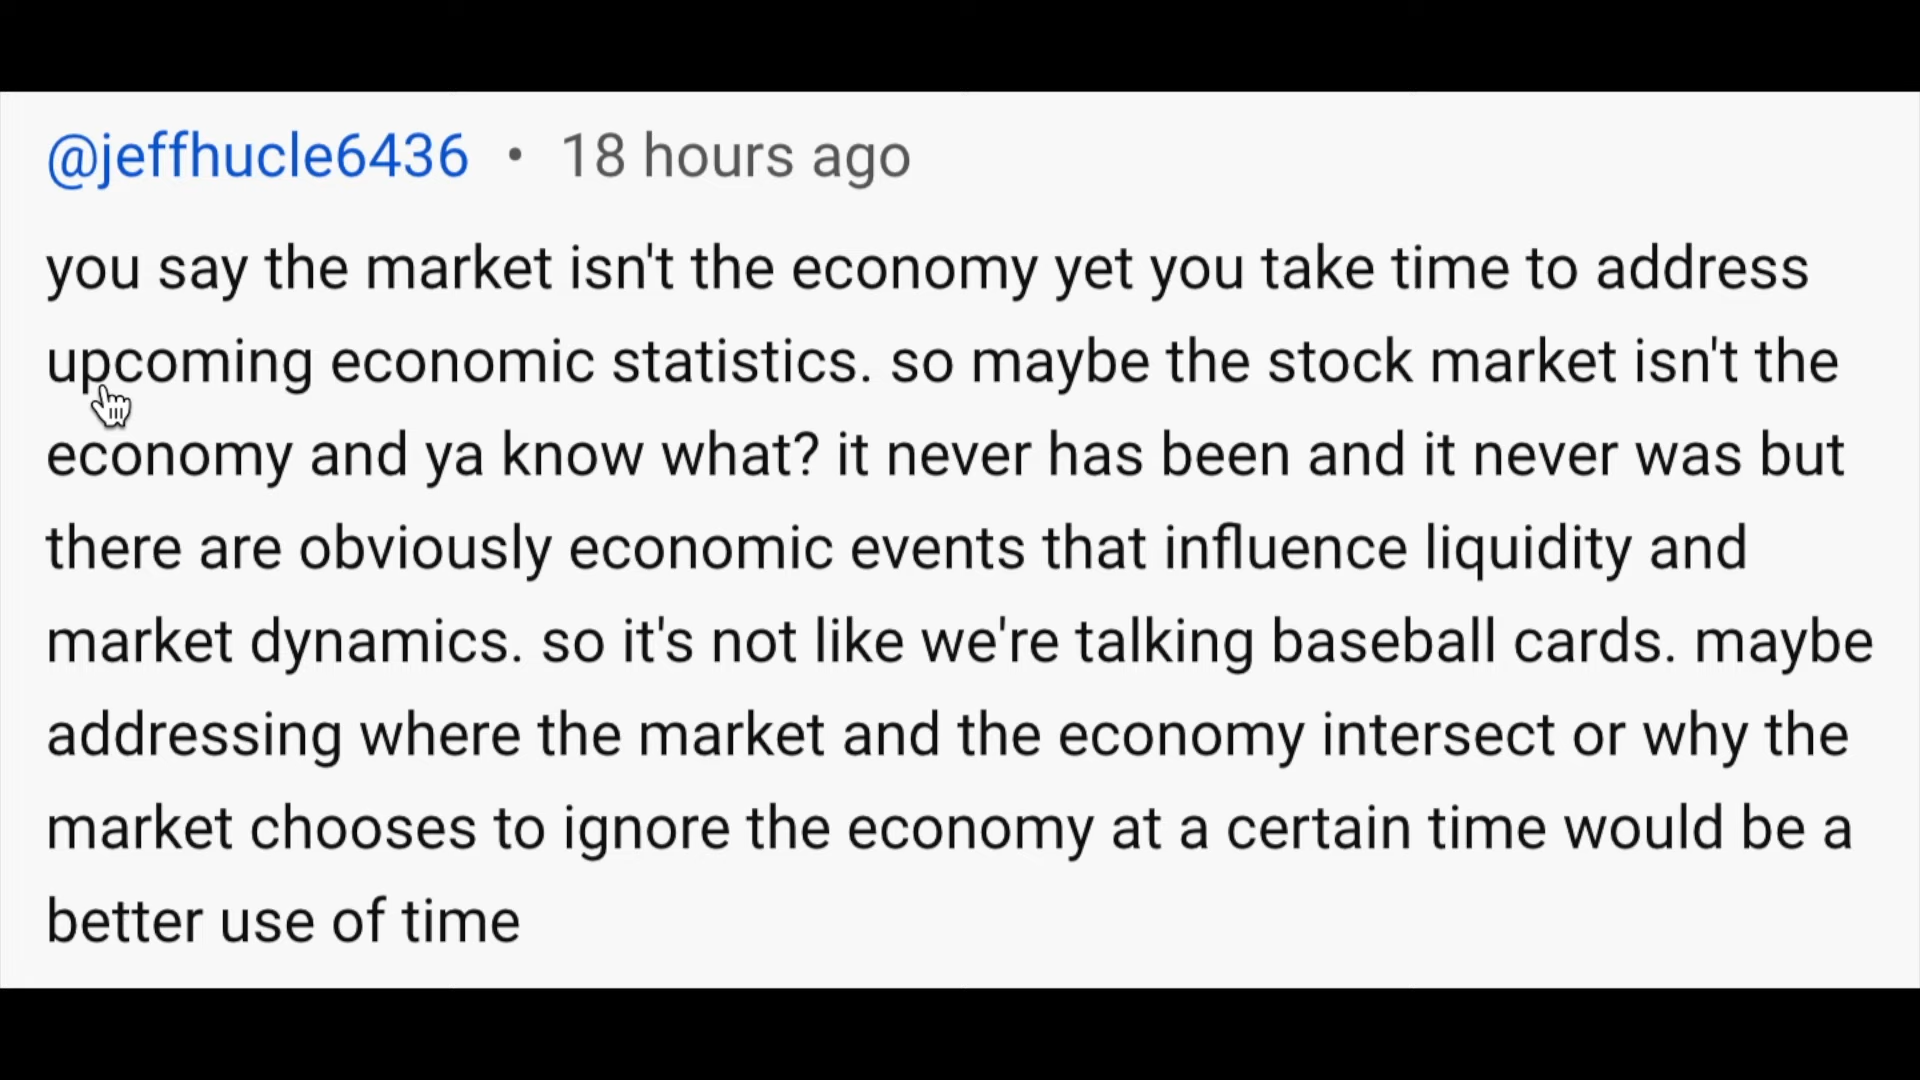 @jeffhucle6436 • 18 hours ago
you say the market isn't the economy yet you take time to address
upcoming economic statistics. so maybe the stock market isn't the
economy and ya know what? it never has been and it never was but
there are obviously economic events that influence liquidity and
market dynamics. so it's not like we're talking baseball cards. maybe
addressing where the market and the economy intersect or why the
market chooses to ignore the economy at a certain time would be a
better use of time